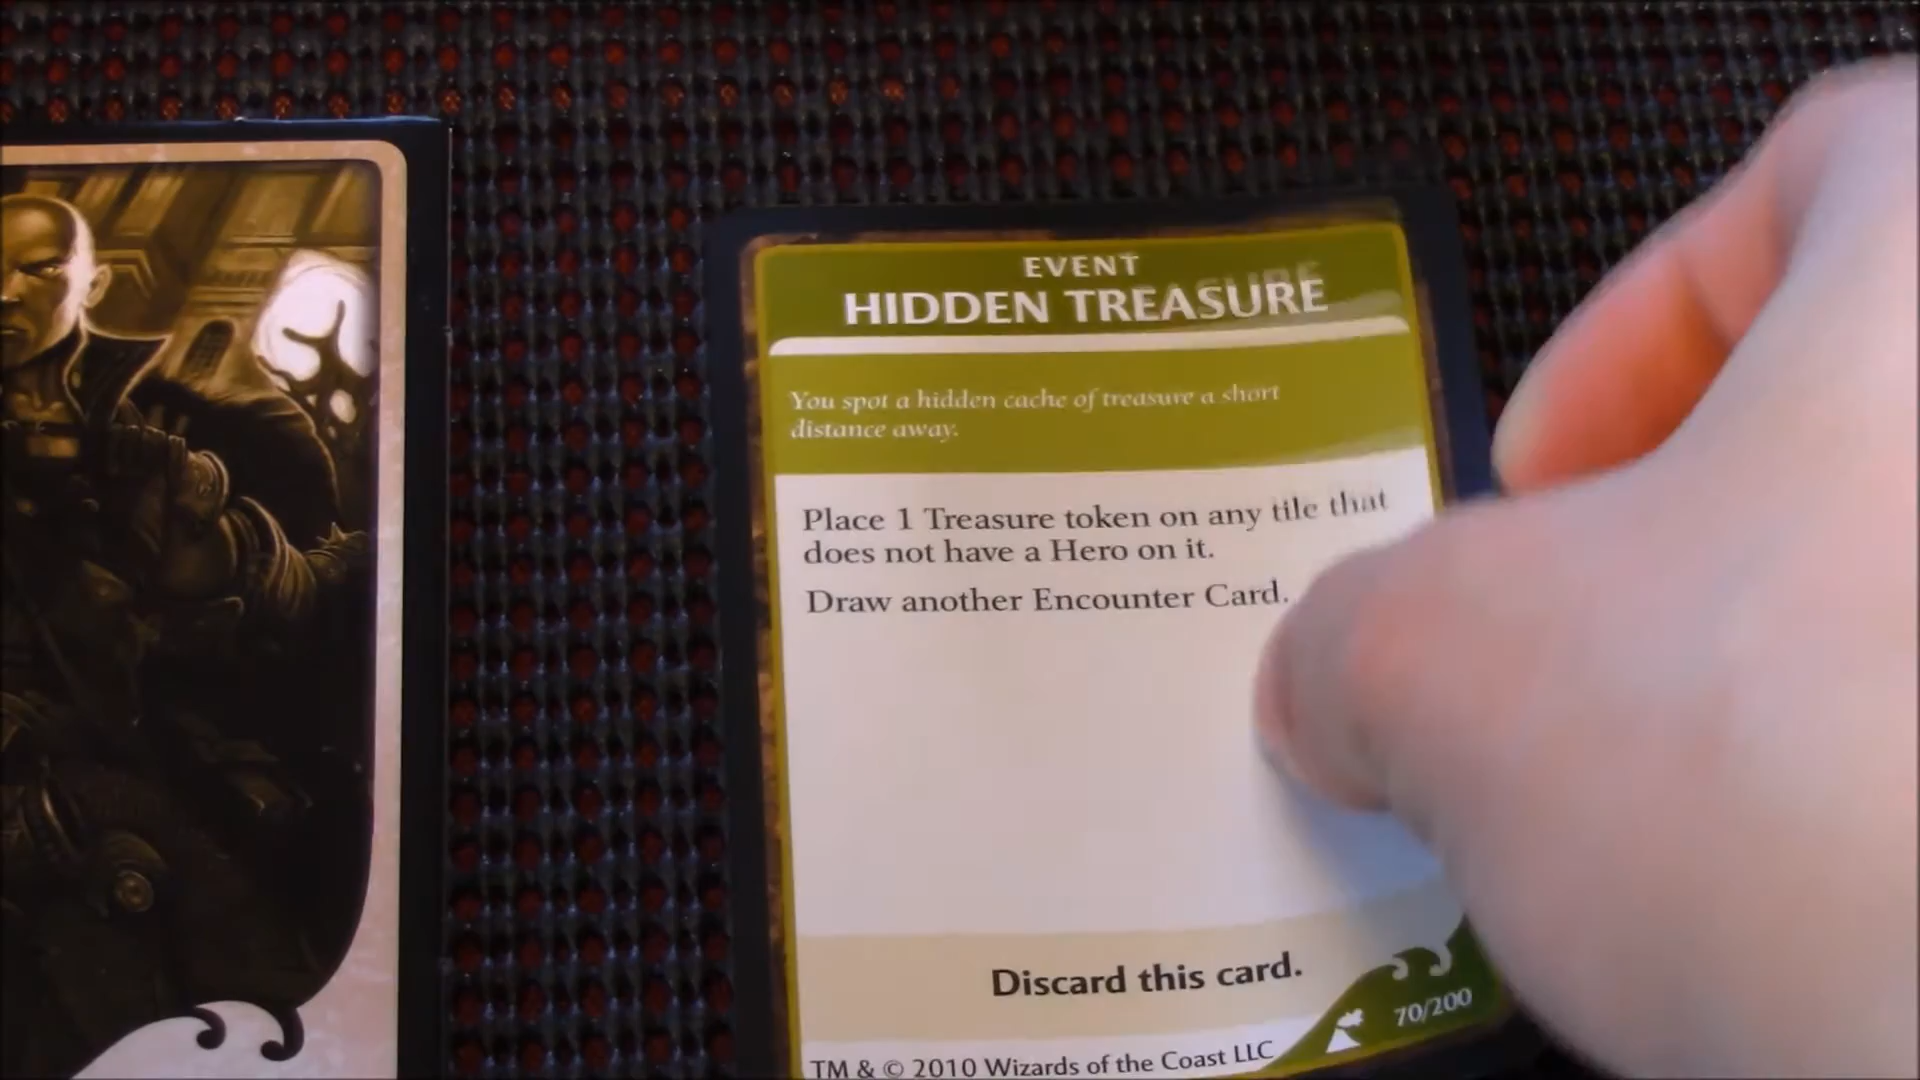 EVENT
HIDDEN TREASURE
You spot a hidden cache of treasure a short
distance away.
Place 1 Treasure token on any tile that
does not have a Hero on it.
Draw another Encounter Card.
Discard this card.
70/200
TM & © 2010 Wizards of the Coast LLC